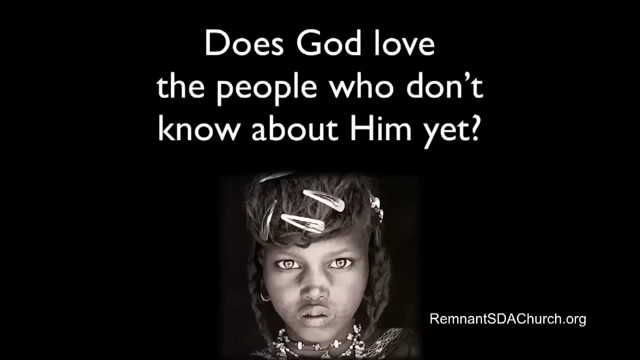 Does God love
the people who don't
know about Him yet?
RemnantSDAChurch.org